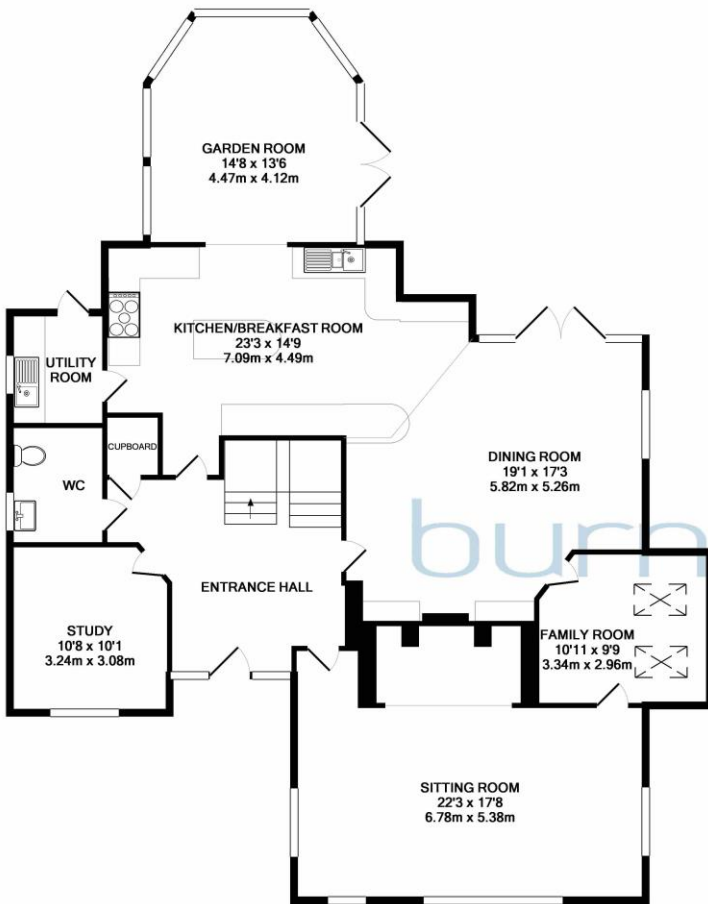 GARDEN ROOM
14'8 x 13'6
4.47m x 4.12m
KITCHEN/BREAKFAST ROOM
23'3 x 14'9
7.09m x 4.49m
UTILITY
ROOM
CUPBOARD
WC
DINING ROOM
19'1 x 17'3
5.82m x 5.26m
burn
ENTRANCE HALL
STUDY
10'8 x 10'1
3.24m x 3.08m
FAMILY ROOM
10'11 x 9'9
3.34m x 2.96m
SITTING ROOM
22'3 x 17'8
6.78m x 5.38m